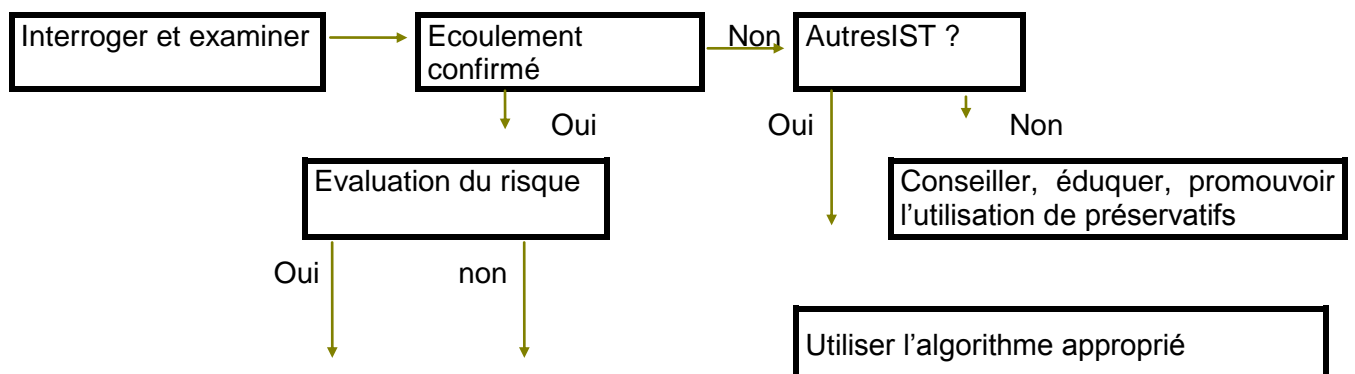 Interroger et examiner
Ecoulement
confirmé
Non
AutresIST ?
Oui
Oui
Non
Evaluation du risque
Conseiller, éduquer, promouvoir
l’utilisation de préservatifs
Oui
non
Utiliser l’algorithme approprié